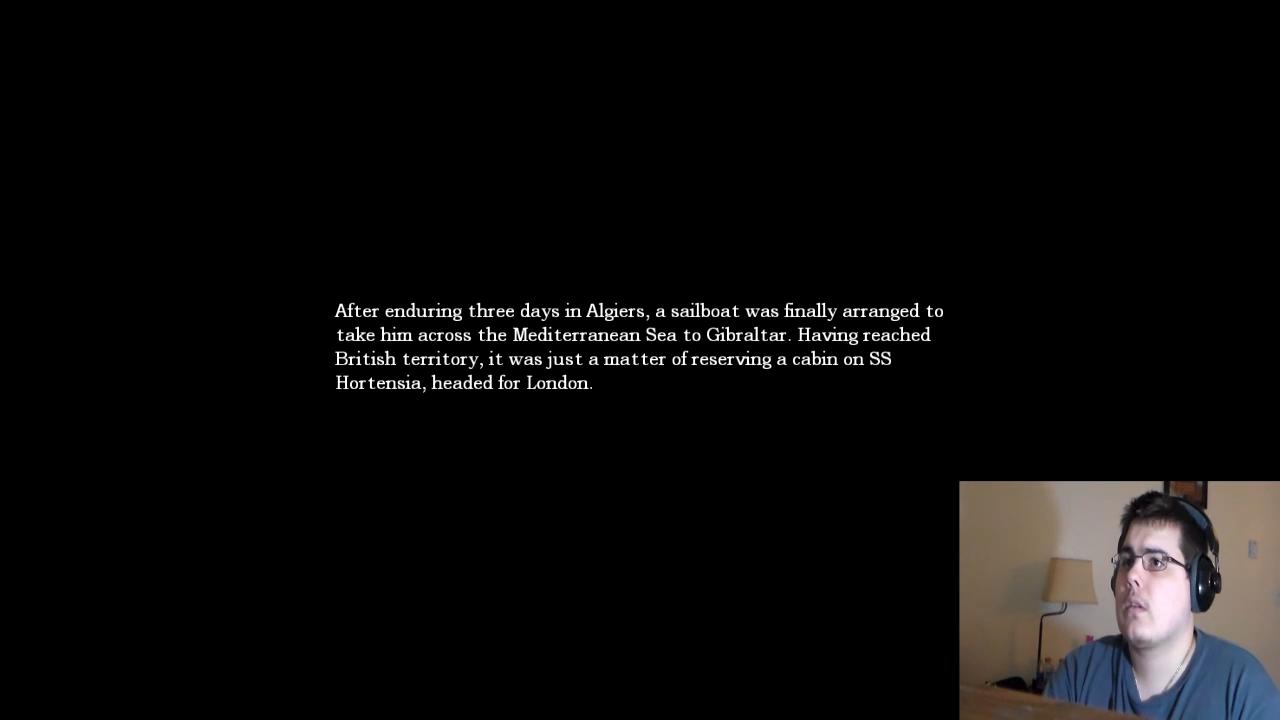 After enduring three days in Algiers, a sailboat was finally arranged to
take him across the Mediterranean Sea to Gibraltar. Having reached
British territory, it was just a matter of reserving a cabin on SS
Hortensia, headed for London.